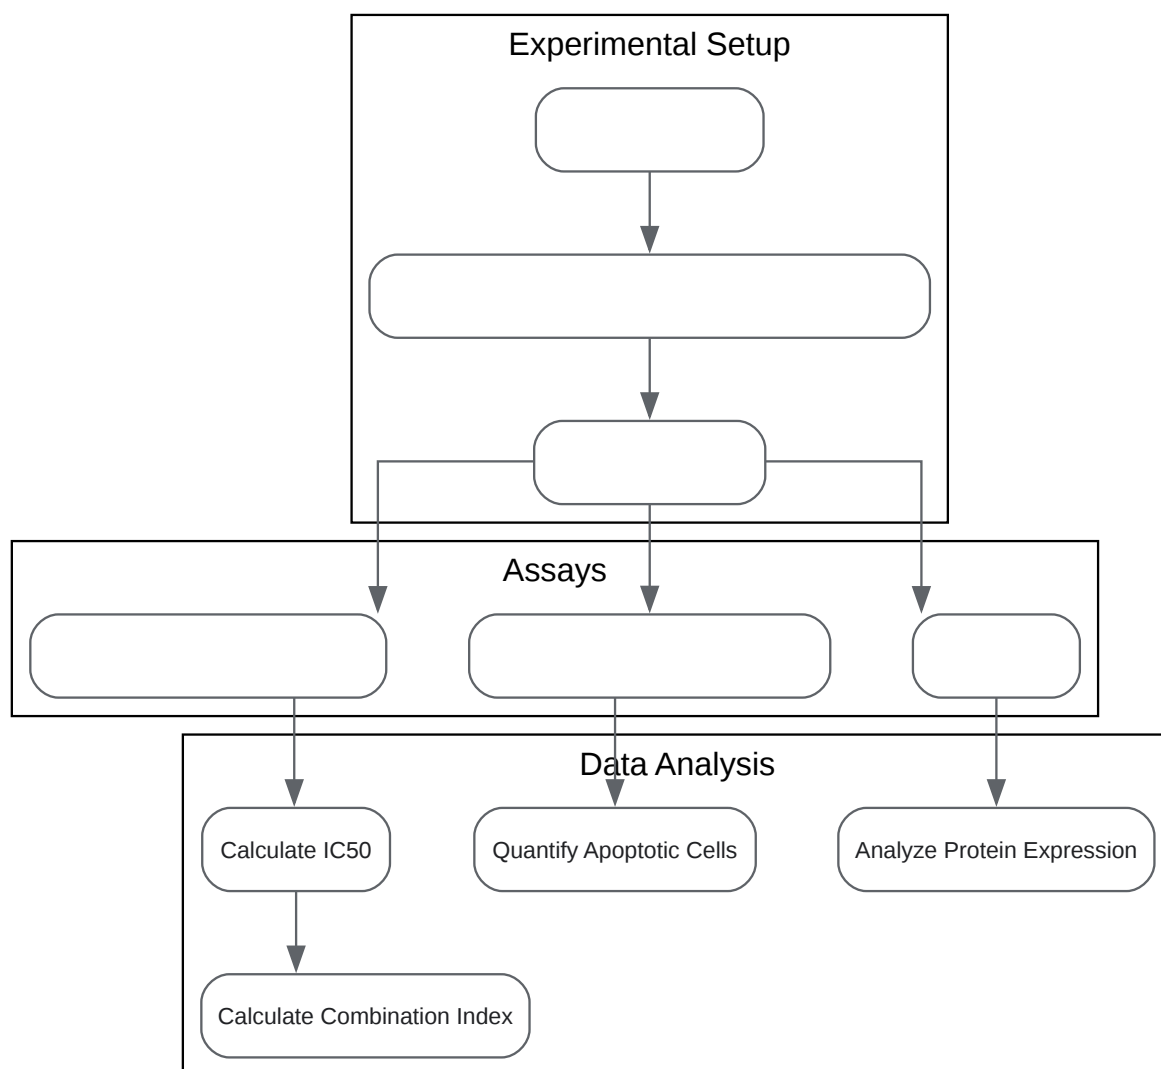 Experimental Setup
Assays
Data Analysis
Calculate IC50
Quantify Apoptotic Cells
Analyze Protein Expression
Calculate Combination Index